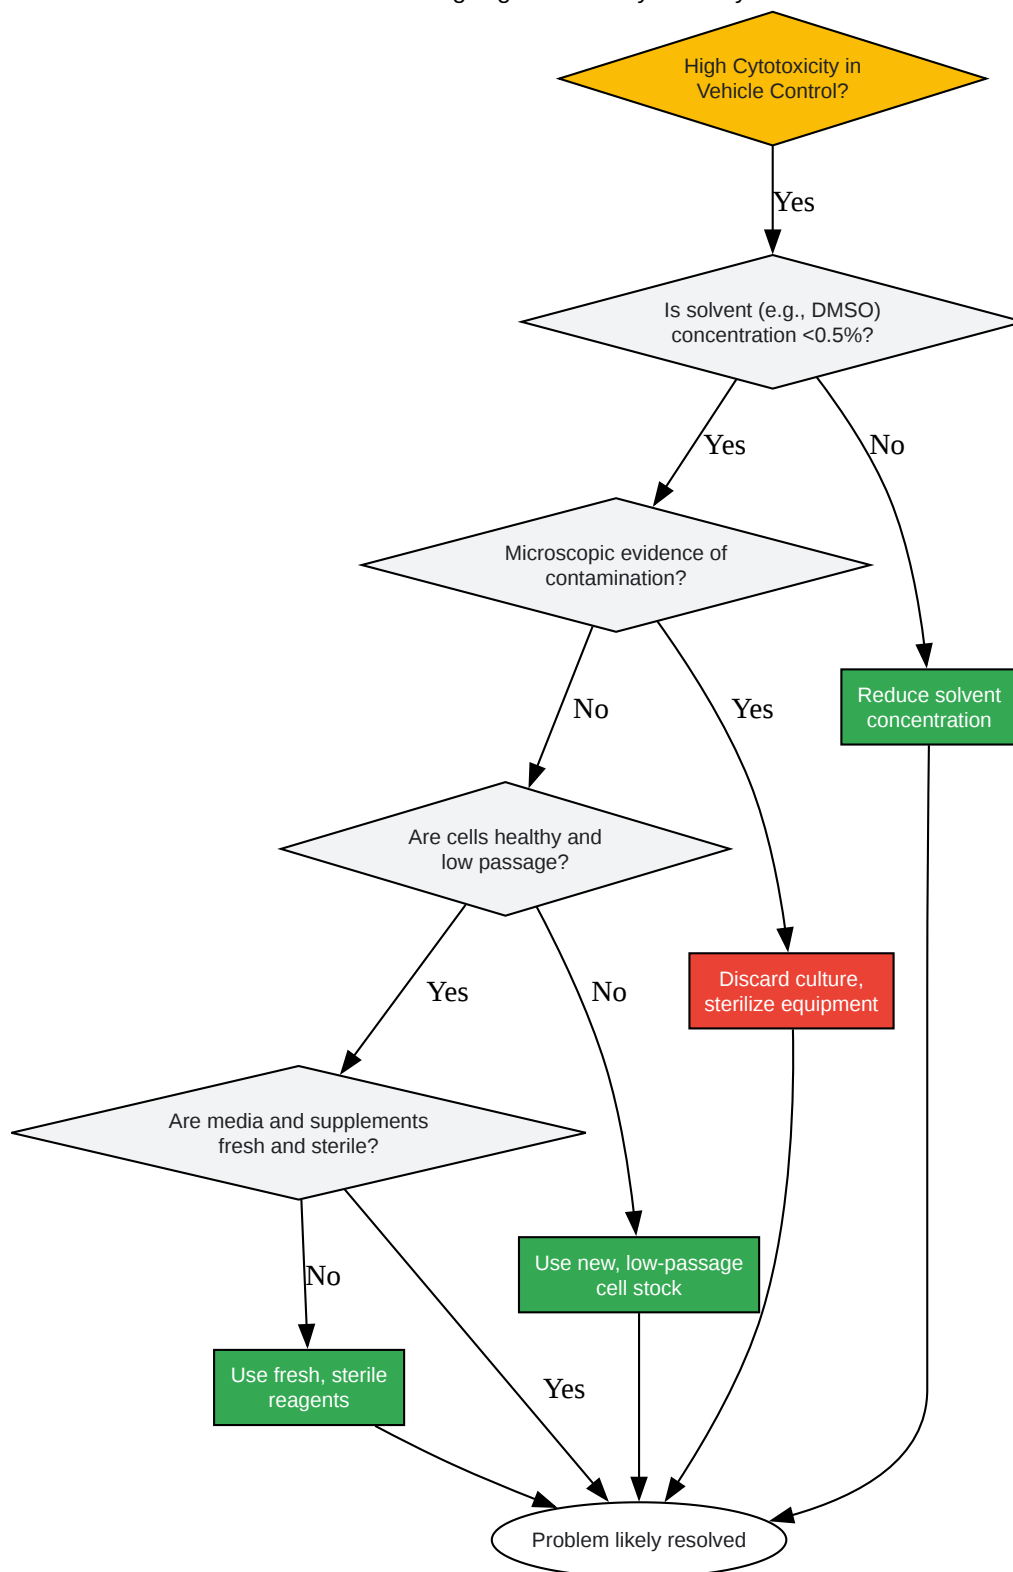 High Cytotoxicity in
Vehicle Control?
Yes
Is solvent (e.g., DMSO)
concentration <0.5%?
Yes
No
Microscopic evidence of
contamination?
No
Yes
Reduce solvent
concentration
Are cells healthy and
low passage?
Yes
No
Discard culture,
sterilize equipment
Are media and supplements
fresh and sterile?
No
Yes
Use new, low-passage
cell stock
Use fresh, sterile
reagents
Problem likely resolved